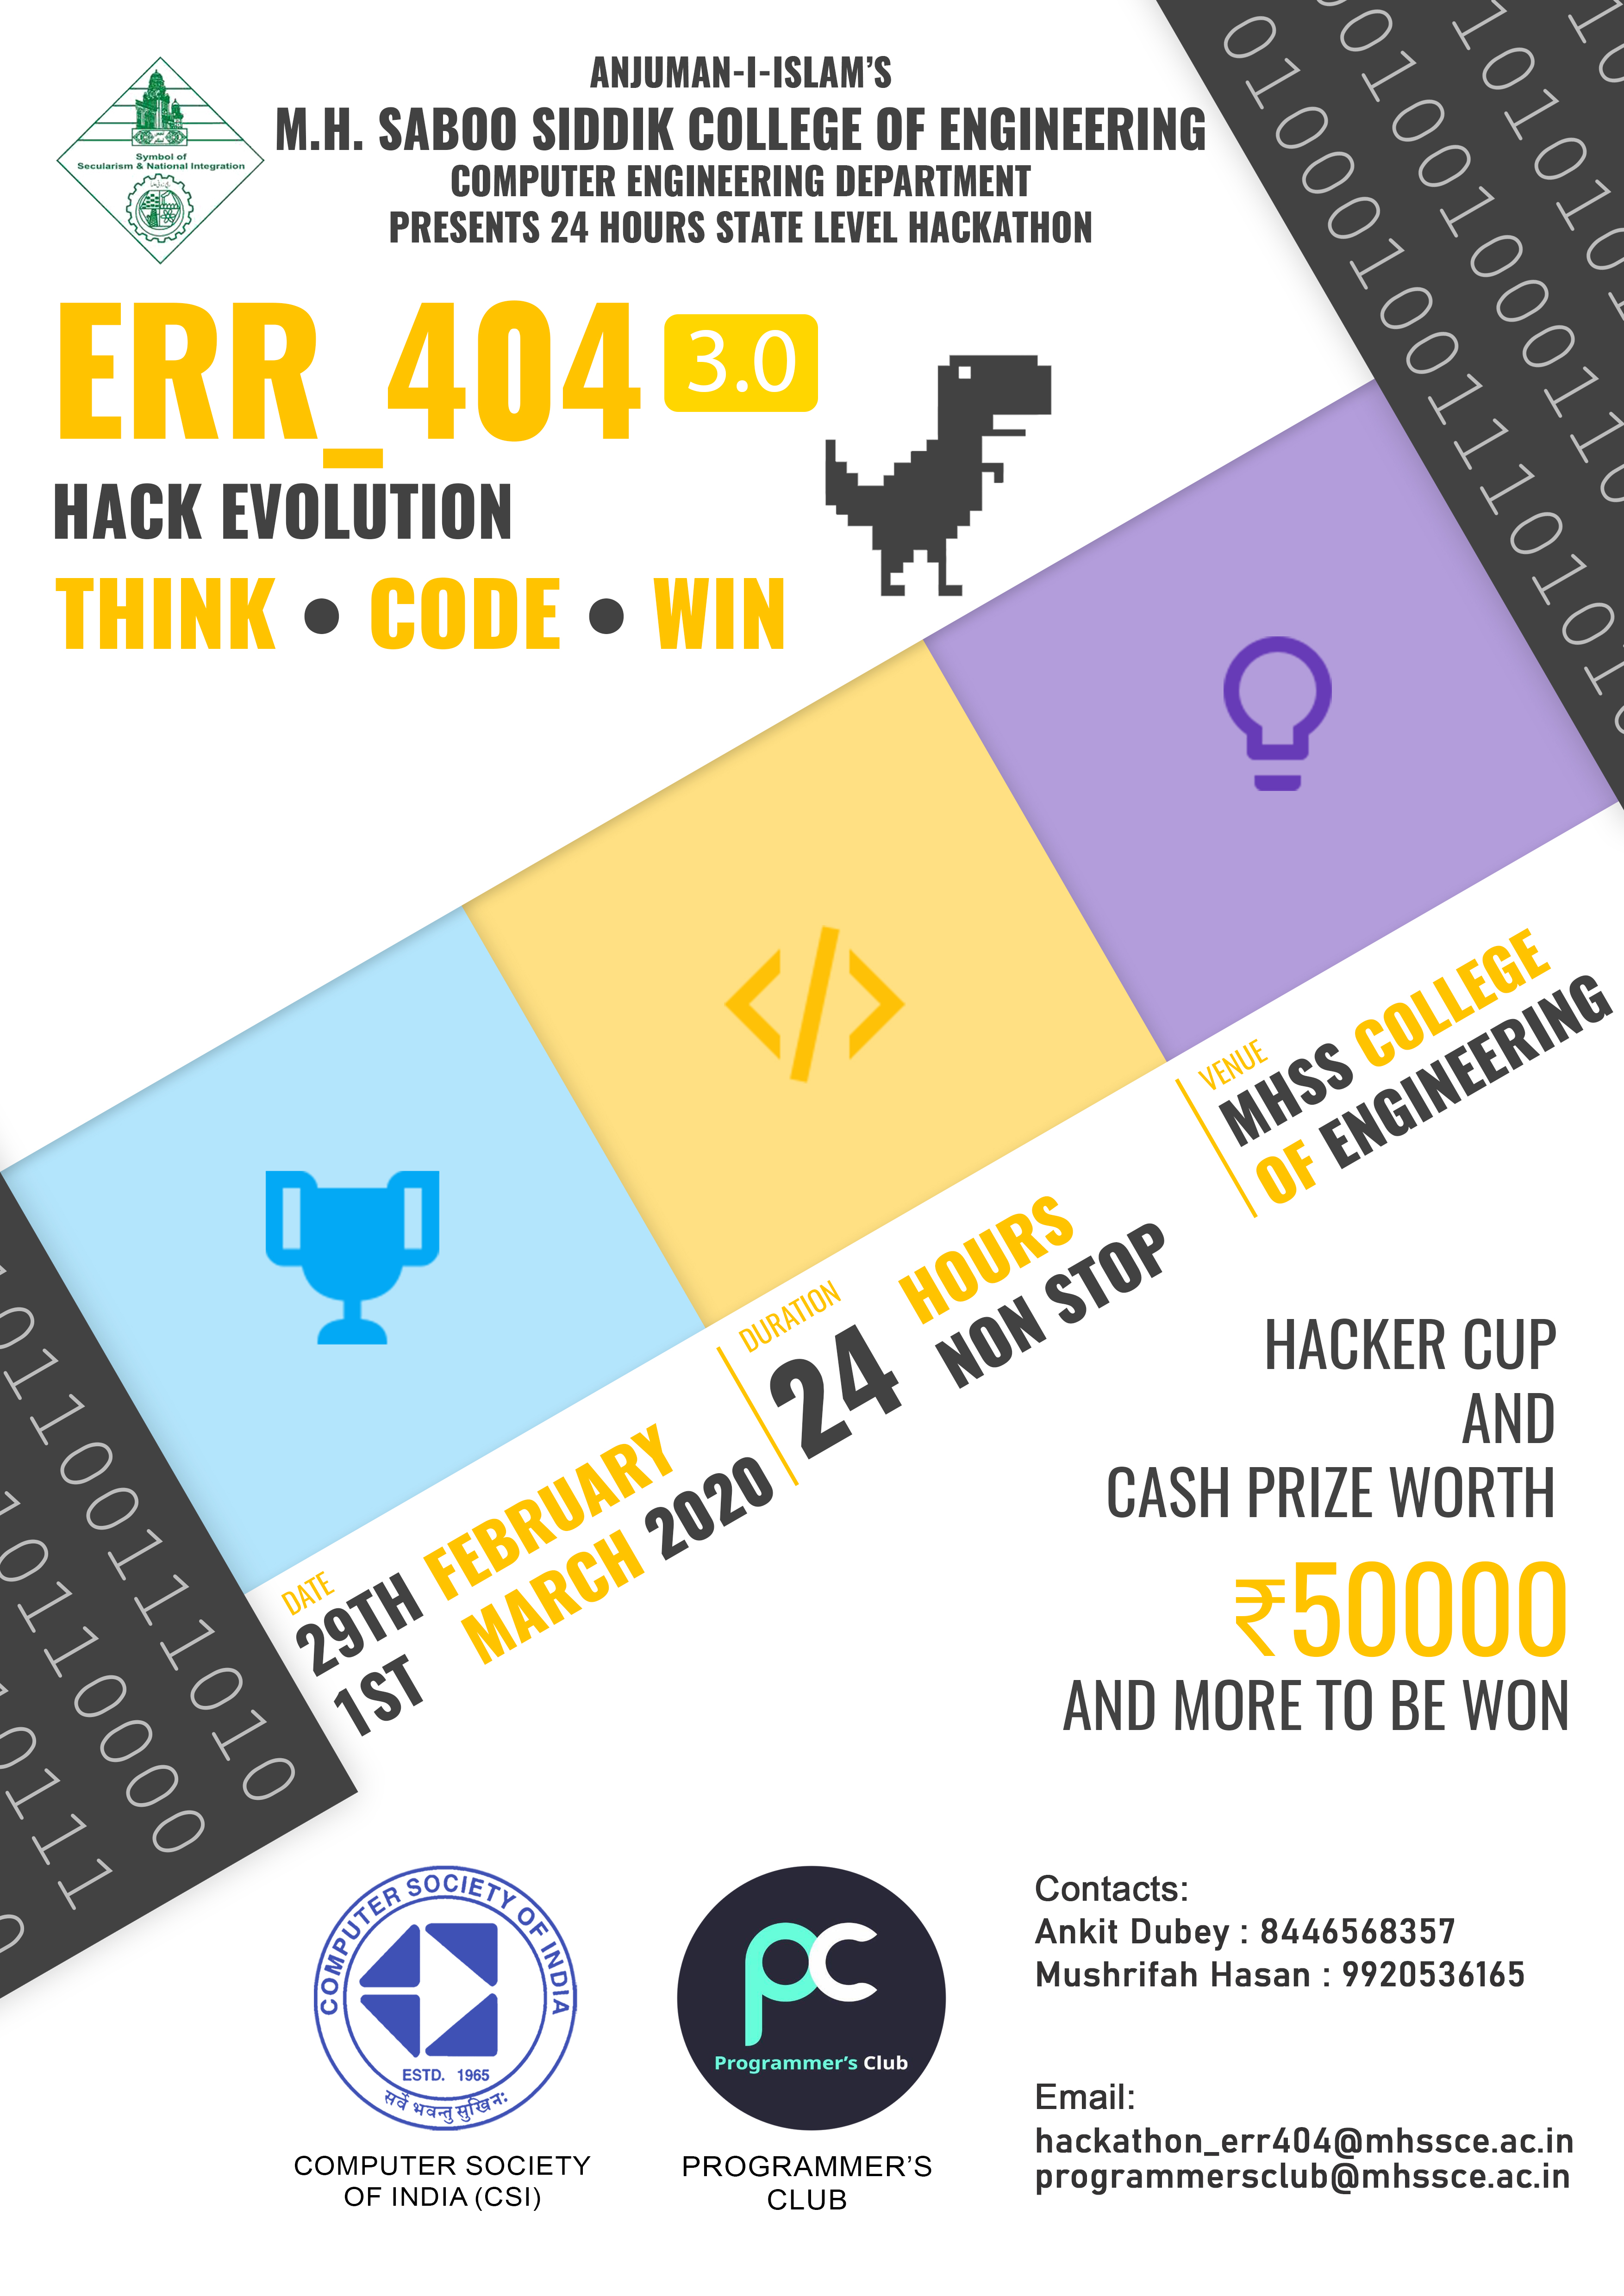 ANJUMAN-I-ISLAM'S
M.H. SABOO SIDDIK COLLEGE OF ENGINEERING
COMPUTER ENGINEERING DEPARTMENT
PRESENTS 24 HOURS STATE LEVEL HACKATHON
Symbol of
Secularism & National Integration
ERR_404 3.0
HACK EVOLUTION
THINK • CODE • WIN
VENUE
MHSS COLLEGE
OF ENGINEERING
DURATION
24 HOURS
NON STOP
DATE
29TH FEBRUARY
1ST MARCH 2020
HACKER CUP
AND
CASH PRIZE WORTH
₹50000
AND MORE TO BE WON
COMPUTER SOCIETY OF INDIA
ESTD. 1965
सर्वे भवन्तु सुखिन:
COMPUTER SOCIETY
OF INDIA (CSI)
pc
Programmer's Club
PROGRAMMER'S
CLUB
Contacts:
Ankit Dubey : 8446568357
Mushrifah Hasan : 9920536165
Email:
hackathon_err404@mhssce.ac.in
programmersclub@mhssce.ac.in